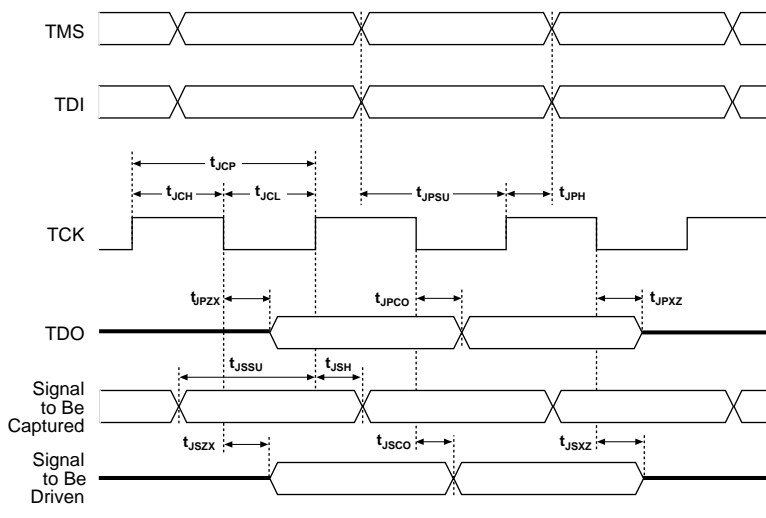 TMS
TDI
tJCP
tJCH
tJCL
tJPSU
tJPH
TCK
tJPZX
tJPCO
tJPXZ
TDO
tJSSU
tJSH
Signal
to Be
Captured
tJSZX
tJSCO
tJSXZ
Signal
to Be
Driven